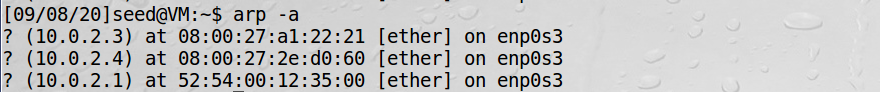 [09/08/20]seed@VM:~$ arp -a
? (10.0.2.3) at 08:00:27:a1:22:21 [ether] on enp0s3
? (10.0.2.4) at 08:00:27:2e:d0:60 [ether] on enp0s3
? (10.0.2.1) at 52:54:00:12:35:00 [ether] on enp0s3